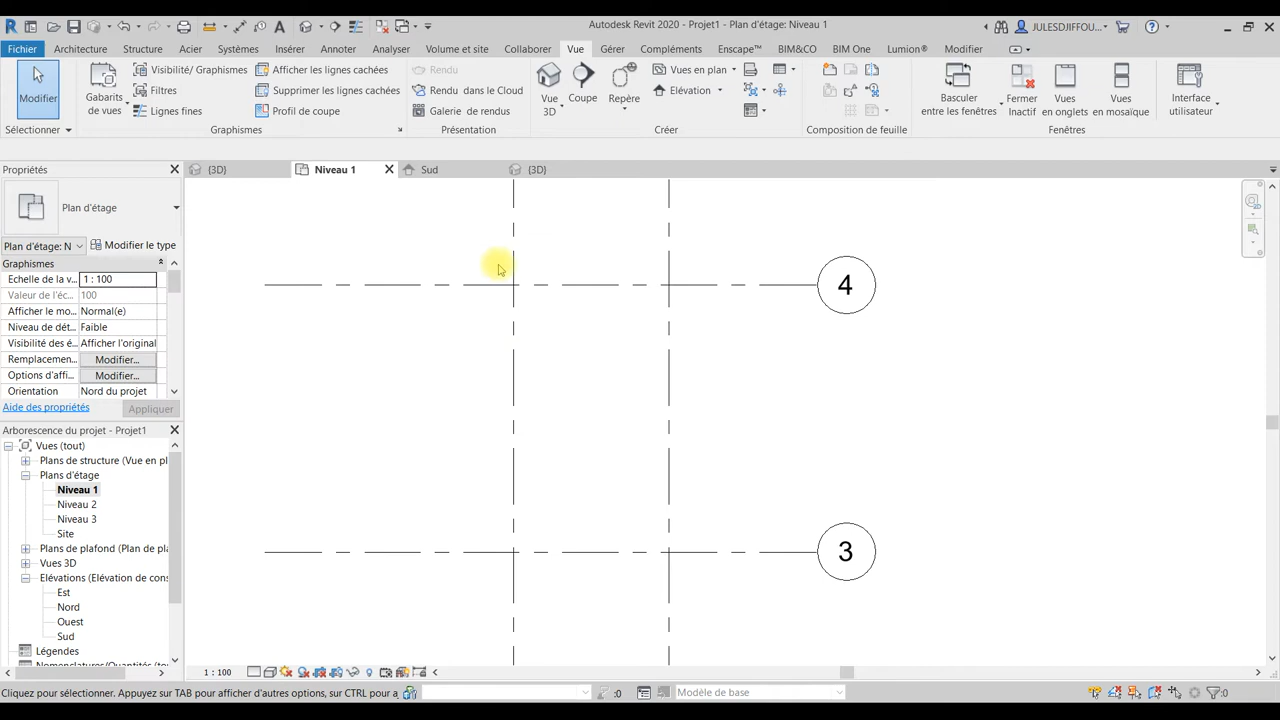 Autodesk Revit 2020 - Projet1 - Plan d'étage: Niveau 1
JULESDJIFFOU...
Fichier Architecture Structure Acier Systèmes Insérer Annoter Analyser Volume et site Collaborer Vue Gérer Compléments Enscape™ BIM&CO BIM One Lumion® Modifier
Modifier
Sélectionner
Gabarits
de vues
Visibilité/ Graphismes
Filtres
Lignes fines
Afficher les lignes cachées
Supprimer les lignes cachées
Profil de coupe
Graphismes
Rendu
Rendu dans le Cloud
Galerie de rendus
Présentation
Vue
3D
Coupe
Repère
Vues en plan
Elévation
Créer
Composition de feuille
Basculer
entre les fenêtres
Fermer
Inactif
Vues
en onglets
Vues
en mosaïque
Fenêtres
Interface
utilisateur
Propriétés
{3D} Niveau 1 Sud {3D}
Plan d'étage
Plan d'étage: N Modifier le type
Graphismes
Echelle de la v... 1 : 100
Valeur de l'éc... 100
Afficher le mo... Normal(e)
Niveau de dét... Faible
Visibilité des é... Afficher l'original
Remplacemen... Modifier...
Options d'affi... Modifier...
Orientation Nord du projet
Aide des propriétés Appliquer
Arborescence du projet - Projet1
Vues (tout)
Plans de structure (Vue en pl
Plans d'étage
Niveau 1
Niveau 2
Niveau 3
Site
Plans de plafond (Plan de pla
Vues 3D
Elévations (Elévation de cons
Est
Nord
Ouest
Sud
Légendes
Nomenclatures/Quantités (to
4
3
1 : 100
Cliquez pour sélectionner. Appuyez sur TAB pour afficher d'autres options, sur CTRL pour a
:0
Modèle de base
:0